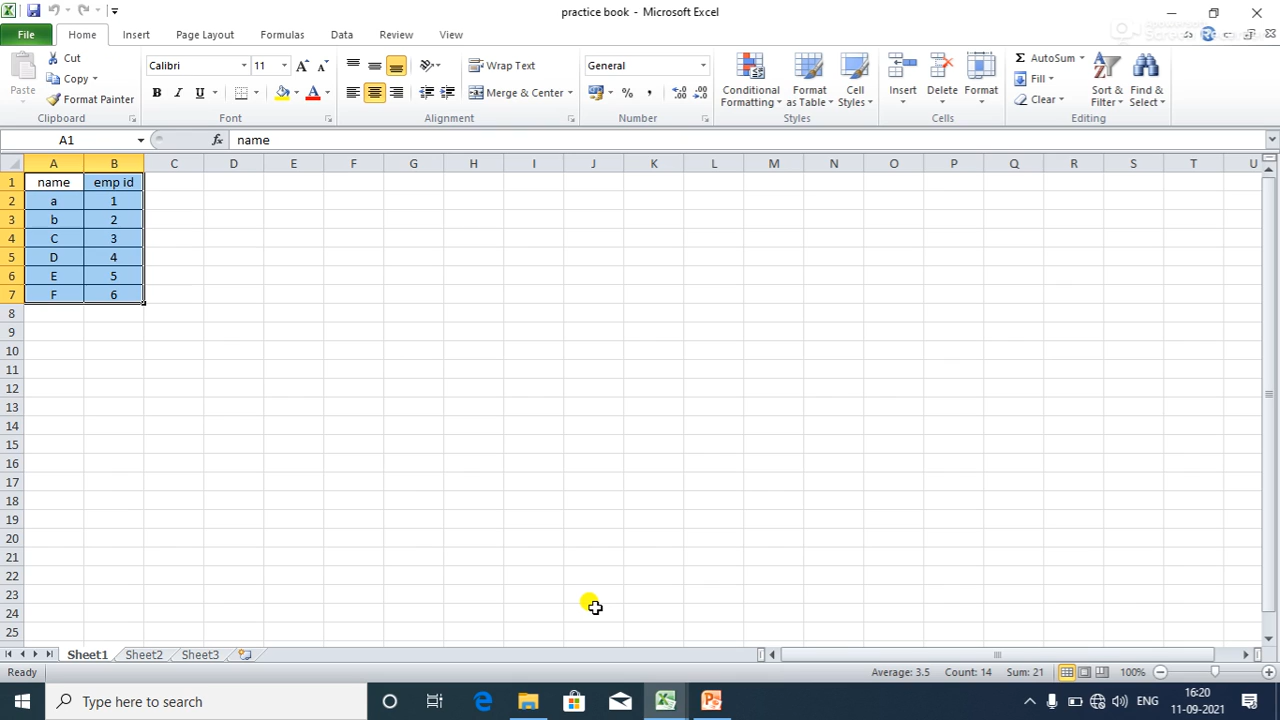 practice book - Microsoft Excel
File Home Insert Page Layout Formulas Data Review View
Paste
Cut
Copy
Format Painter
Clipboard
Calibri 11
B I U
Font
Wrap Text
Merge & Center
Alignment
General
% ,
Number
Conditional Formatting
Format as Table
Cell Styles
Styles
Insert
Delete
Format
Cells
AutoSum
Fill
Clear
Sort & Filter
Find & Select
Editing
A1 fx name
A B C D E F G H I J K L M N O P Q R S T U
1 name emp id
2 a 1
3 b 2
4 C 3
5 D 4
6 E 5
7 F 6
8
9
10
11
12
13
14
15
16
17
18
19
20
21
22
23
24
25
Sheet1 Sheet2 Sheet3
Ready Average: 3.5 Count: 14 Sum: 21 100%
Type here to search
ENG
16:20
11-09-2021